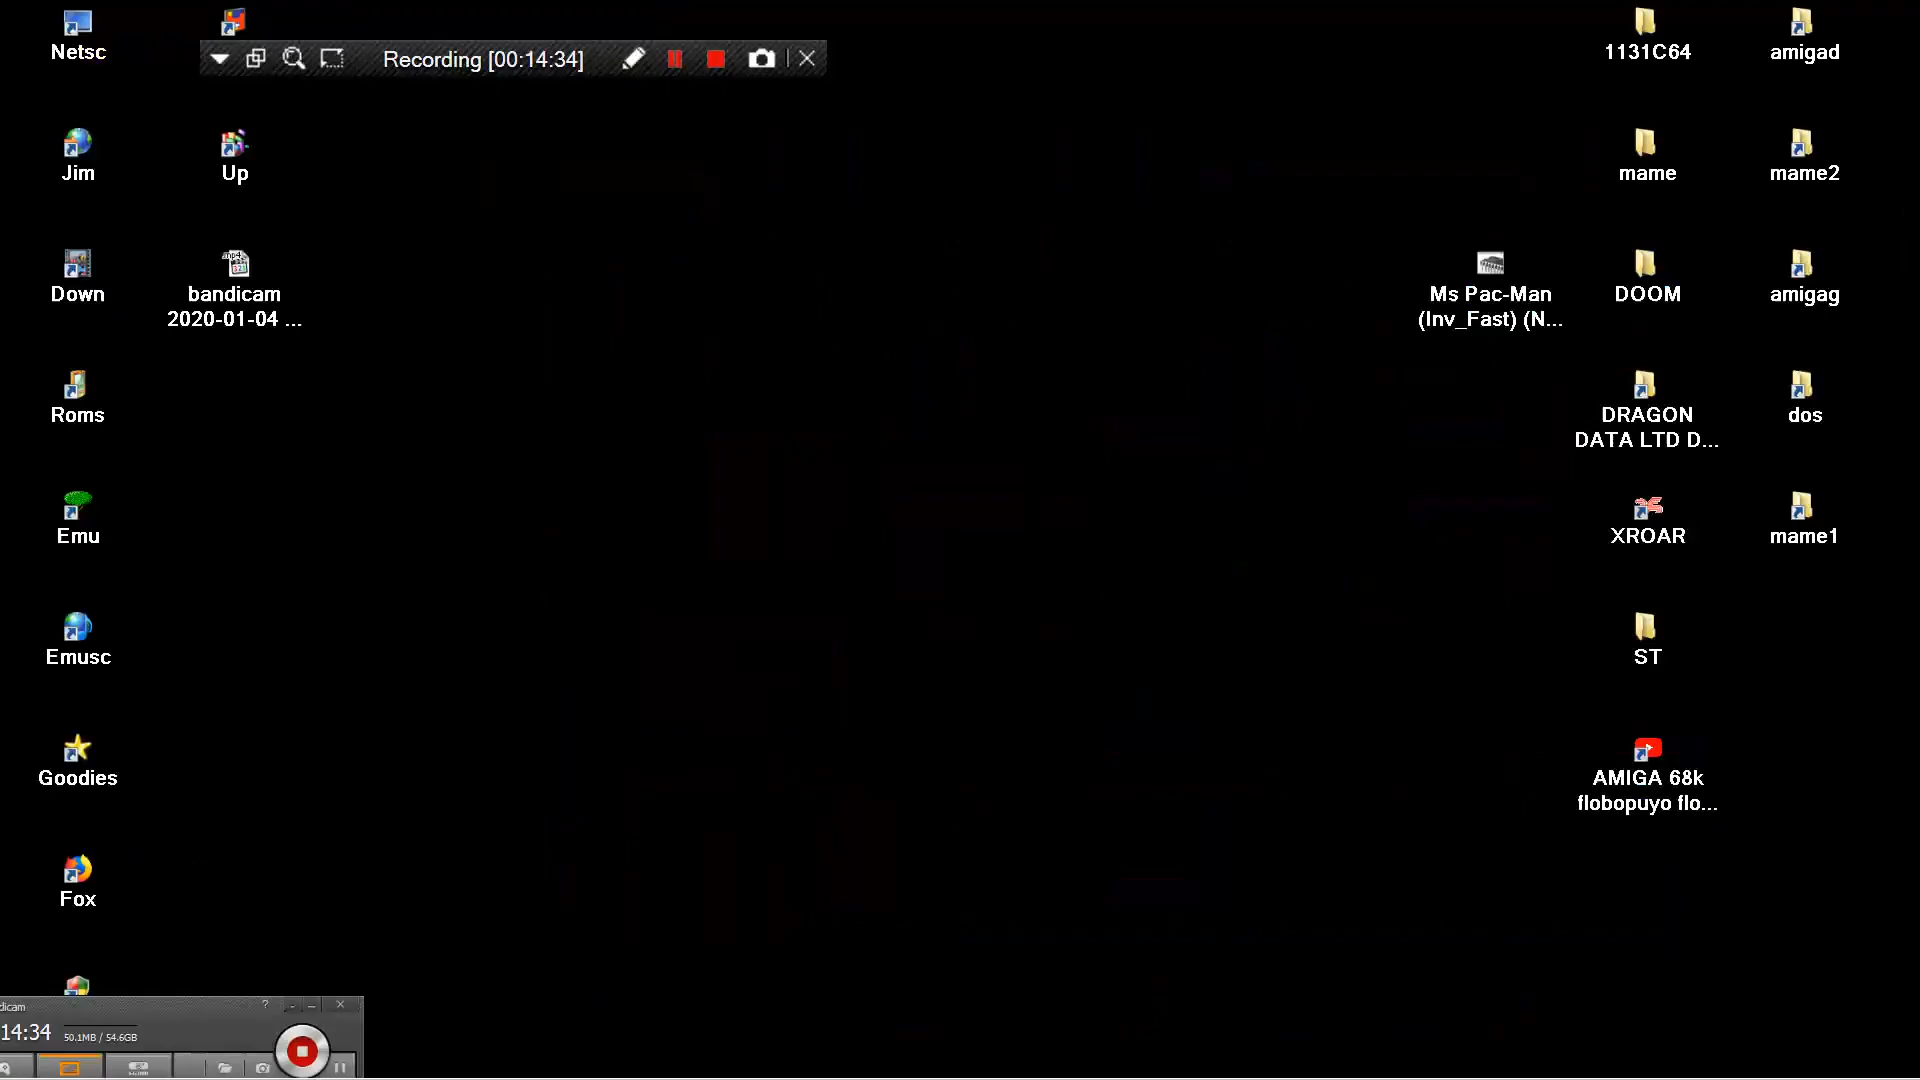 Netsc
Recording [00:14:34]
1131C64
amigad
Jim
Up
mame
mame2
Down
bandicam
2020-01-04 ...
Ms Pac-Man
(Inv_Fast) (N...
DOOM
amigag
Roms
DRAGON
DATA LTD D...
dos
Emu
XROAR
mame1
Emusc
ST
Goodies
AMIGA 68k
flobopuyo flo...
Fox
dicam
?
14:34
50.1MB / 54.6GB